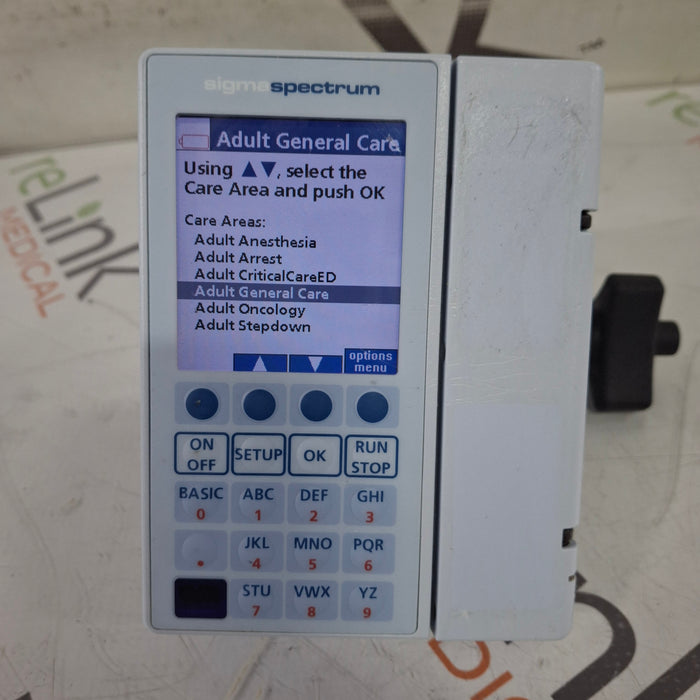 sigmaspectrum
Adult General Care
Using ▲▼, select the
Care Area and push OK
Care Areas:
Adult Anesthesia
Adult Arrest
Adult CriticalCareED
Adult General Care
Adult Oncology
Adult Stepdown
▲ ▼ options
menu
ON
OFF
SETUP
OK
RUN
STOP
BASIC ABC DEF GHI
0 1 2 3
JKL MNO PQR
. 4 5 6
STU VWX YZ
7 8 9
reLink
MEDICAL